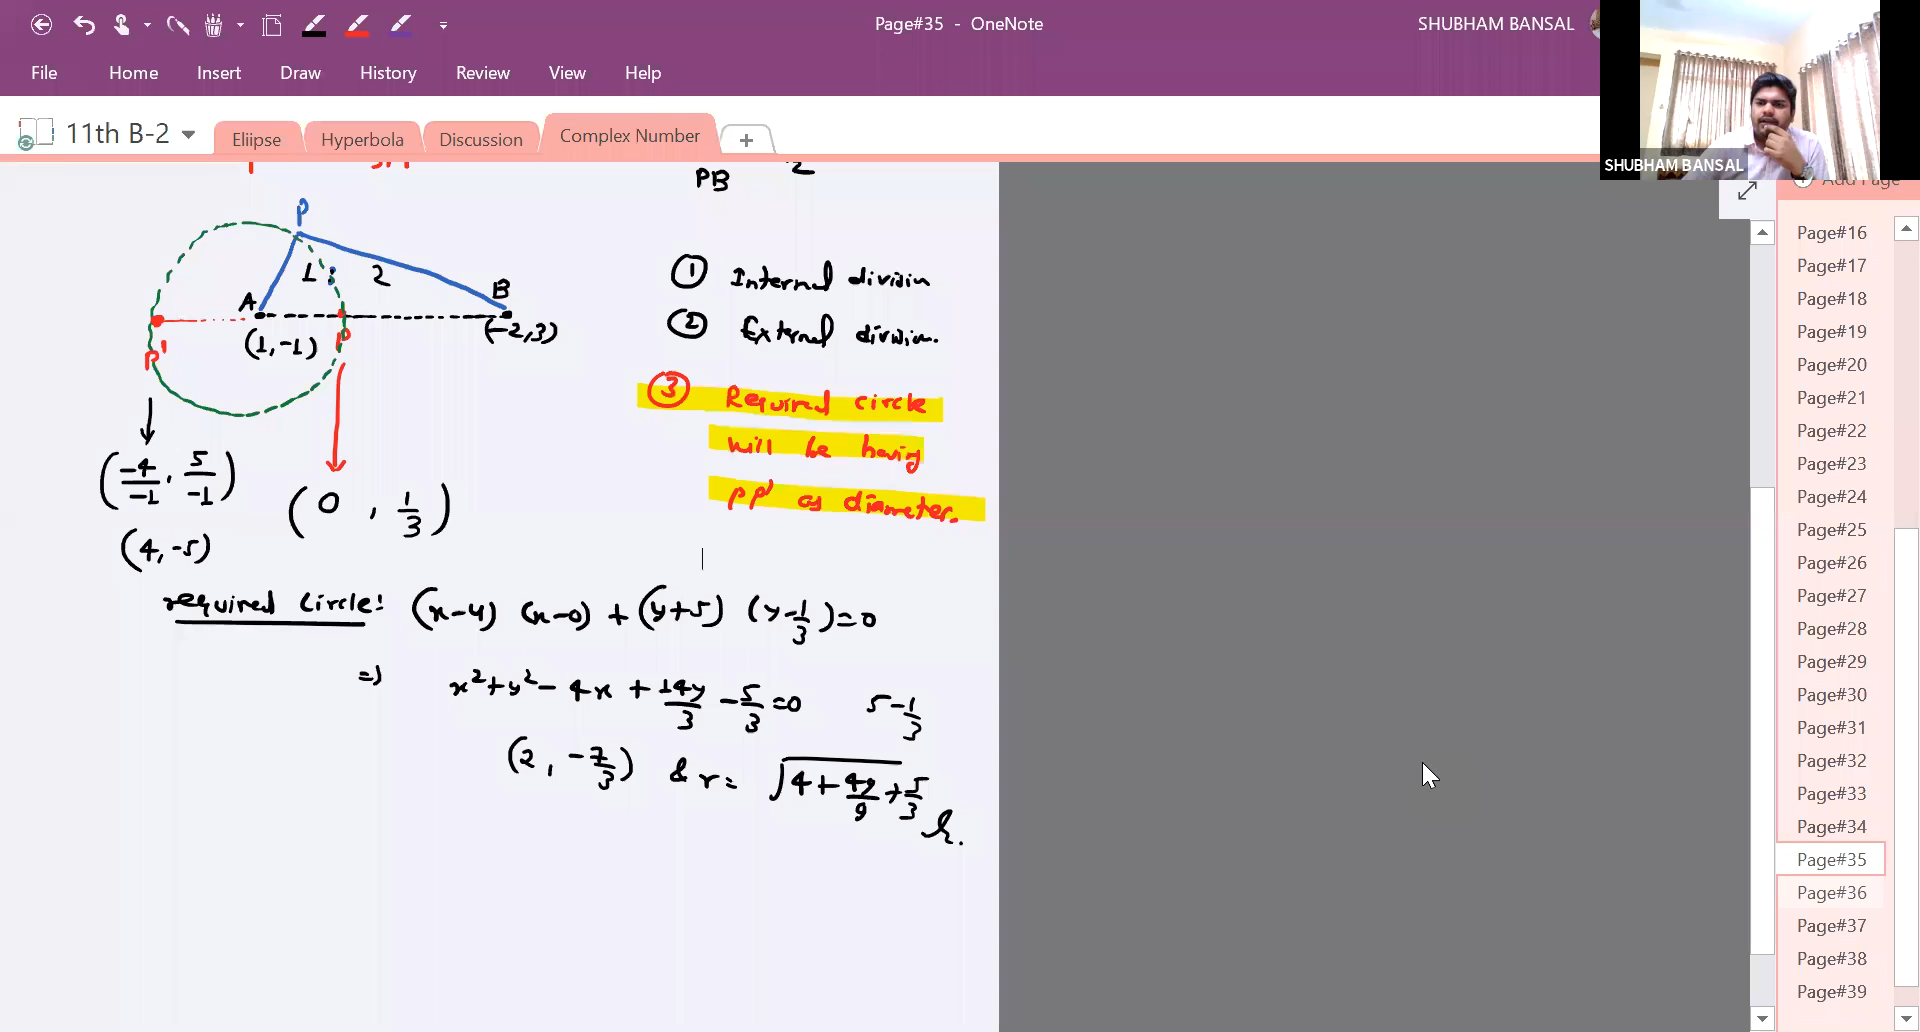 Page#35 - OneNote
SHUBHAM BANSAL
File Home Insert Draw History Review View Help
11th B-2
Eliipse
Hyperbola
Discussion
Complex Number
SHUBHAM BANSAL
Add Page
PB
2
P
1 : 2
A
B
(1,-1)
(-2,3)
P'
P
① Internal division
② External division.
③ Required circle
will be having
PP' as diameter.
(-4/-1, 5/-1)
(0, 1/3)
(4,-5)
required circle: (x-4) (x-0) + (y+5) (y-1/3)=0
=) x²+y²- 4x + 14y/3 - 5/3 =0
5-1/3
(2, -7/3) & r= √4+49/9+5/3
Page#16
Page#17
Page#18
Page#19
Page#20
Page#21
Page#22
Page#23
Page#24
Page#25
Page#26
Page#27
Page#28
Page#29
Page#30
Page#31
Page#32
Page#33
Page#34
Page#35
Page#36
Page#37
Page#38
Page#39